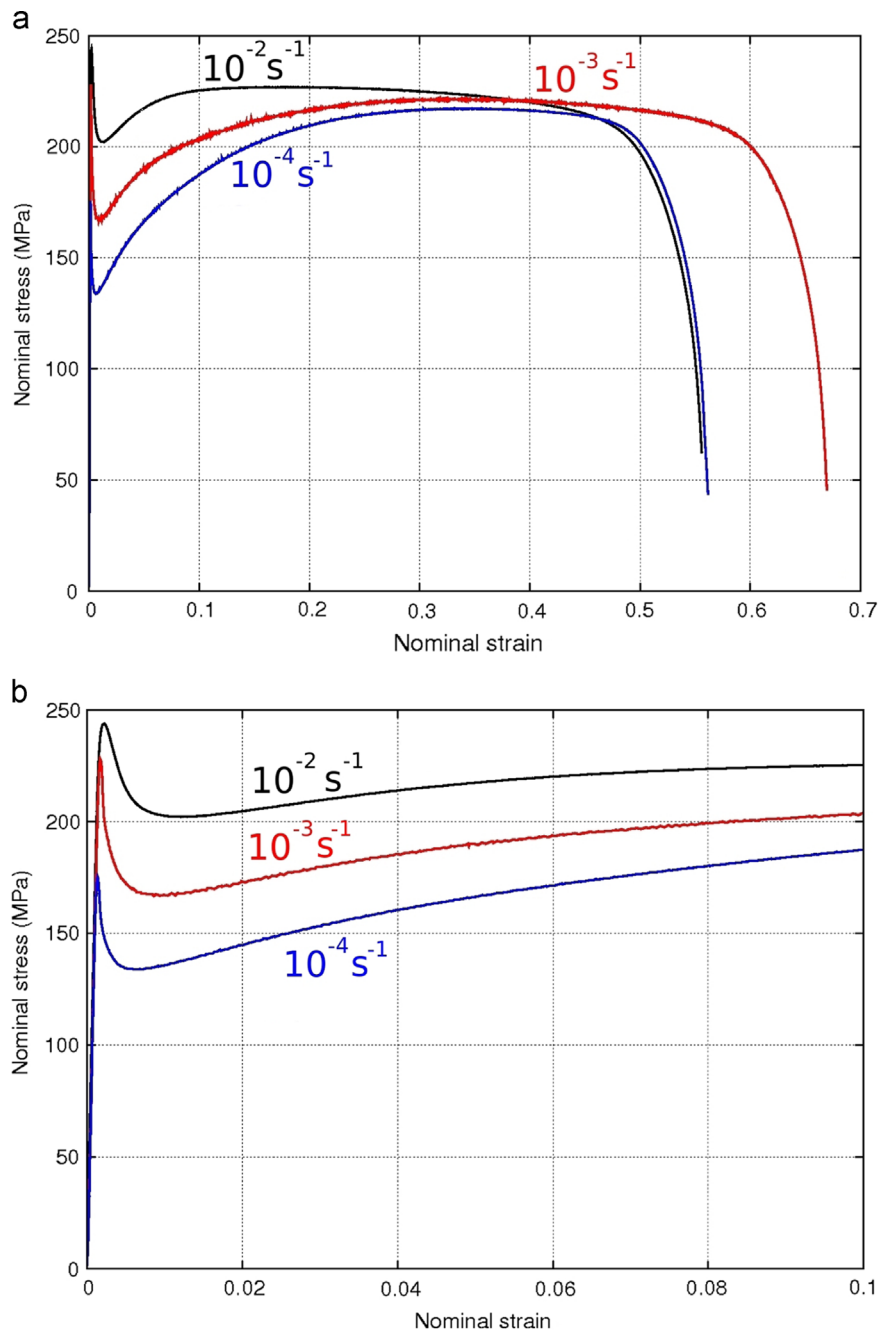 a
250
200
150
100
50
0
Nominal stress (MPa)
10⁻²s⁻¹
10⁻³s⁻¹
10⁻⁴s⁻¹
0 0.1 0.2 0.3 0.4 0.5 0.6 0.7
Nominal strain
b
250
200
150
100
50
0
Nominal stress (MPa)
10⁻²s⁻¹
10⁻³s⁻¹
10⁻⁴s⁻¹
0 0.02 0.04 0.06 0.08 0.1
Nominal strain